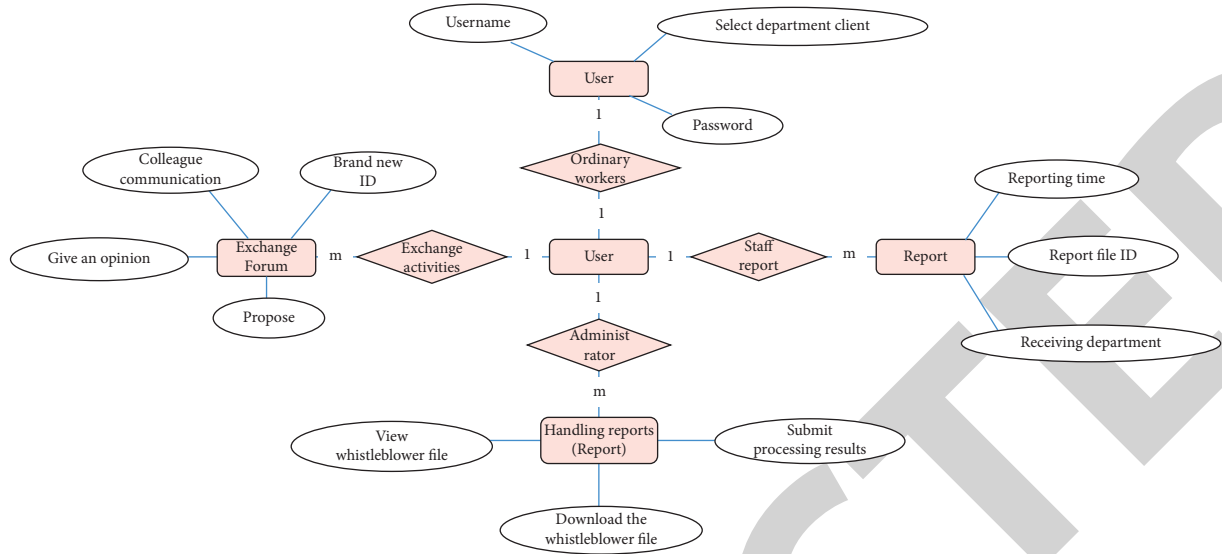 Username
Select department client
User
Password
1
Ordinary
workers
1
Colleague
communication
Brand new
ID
Reporting time
Give an opinion
Exchange
Forum
m
Exchange
activities
1
User
1
Staff
report
m
Report
Report file ID
Propose
1
Administ
rator
Receiving department
m
View
whistleblower file
Handling reports
(Report)
Submit
processing results
Download the
whistleblower file